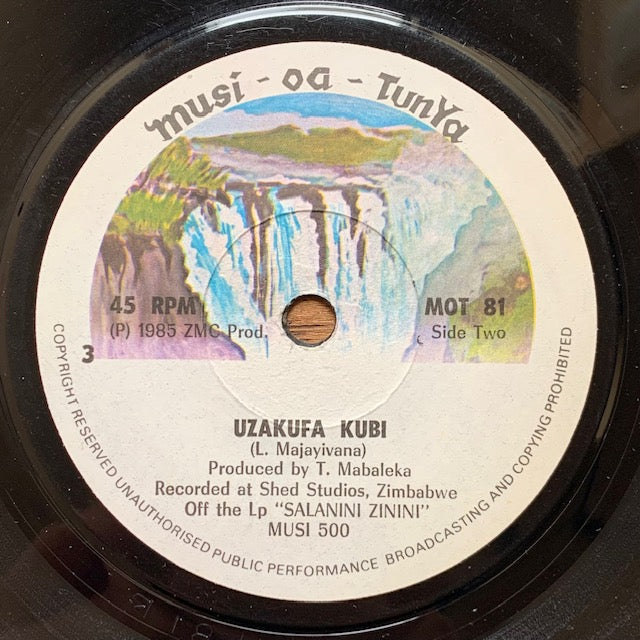 musi - oa - Tunya
45 RPM
(P) 1985 ZMC Prod.
MOT 81
Side Two
3
UZAKUFA KUBI
(L. Majayivana)
Produced by T. Mabaleka
Recorded at Shed Studios, Zimbabwe
Off the Lp "SALANINI ZININI"
MUSI 500
COPYRIGHT RESERVED UNAUTHORISED PUBLIC PERFORMANCE BROADCASTING AND COPYING PROHIBITED